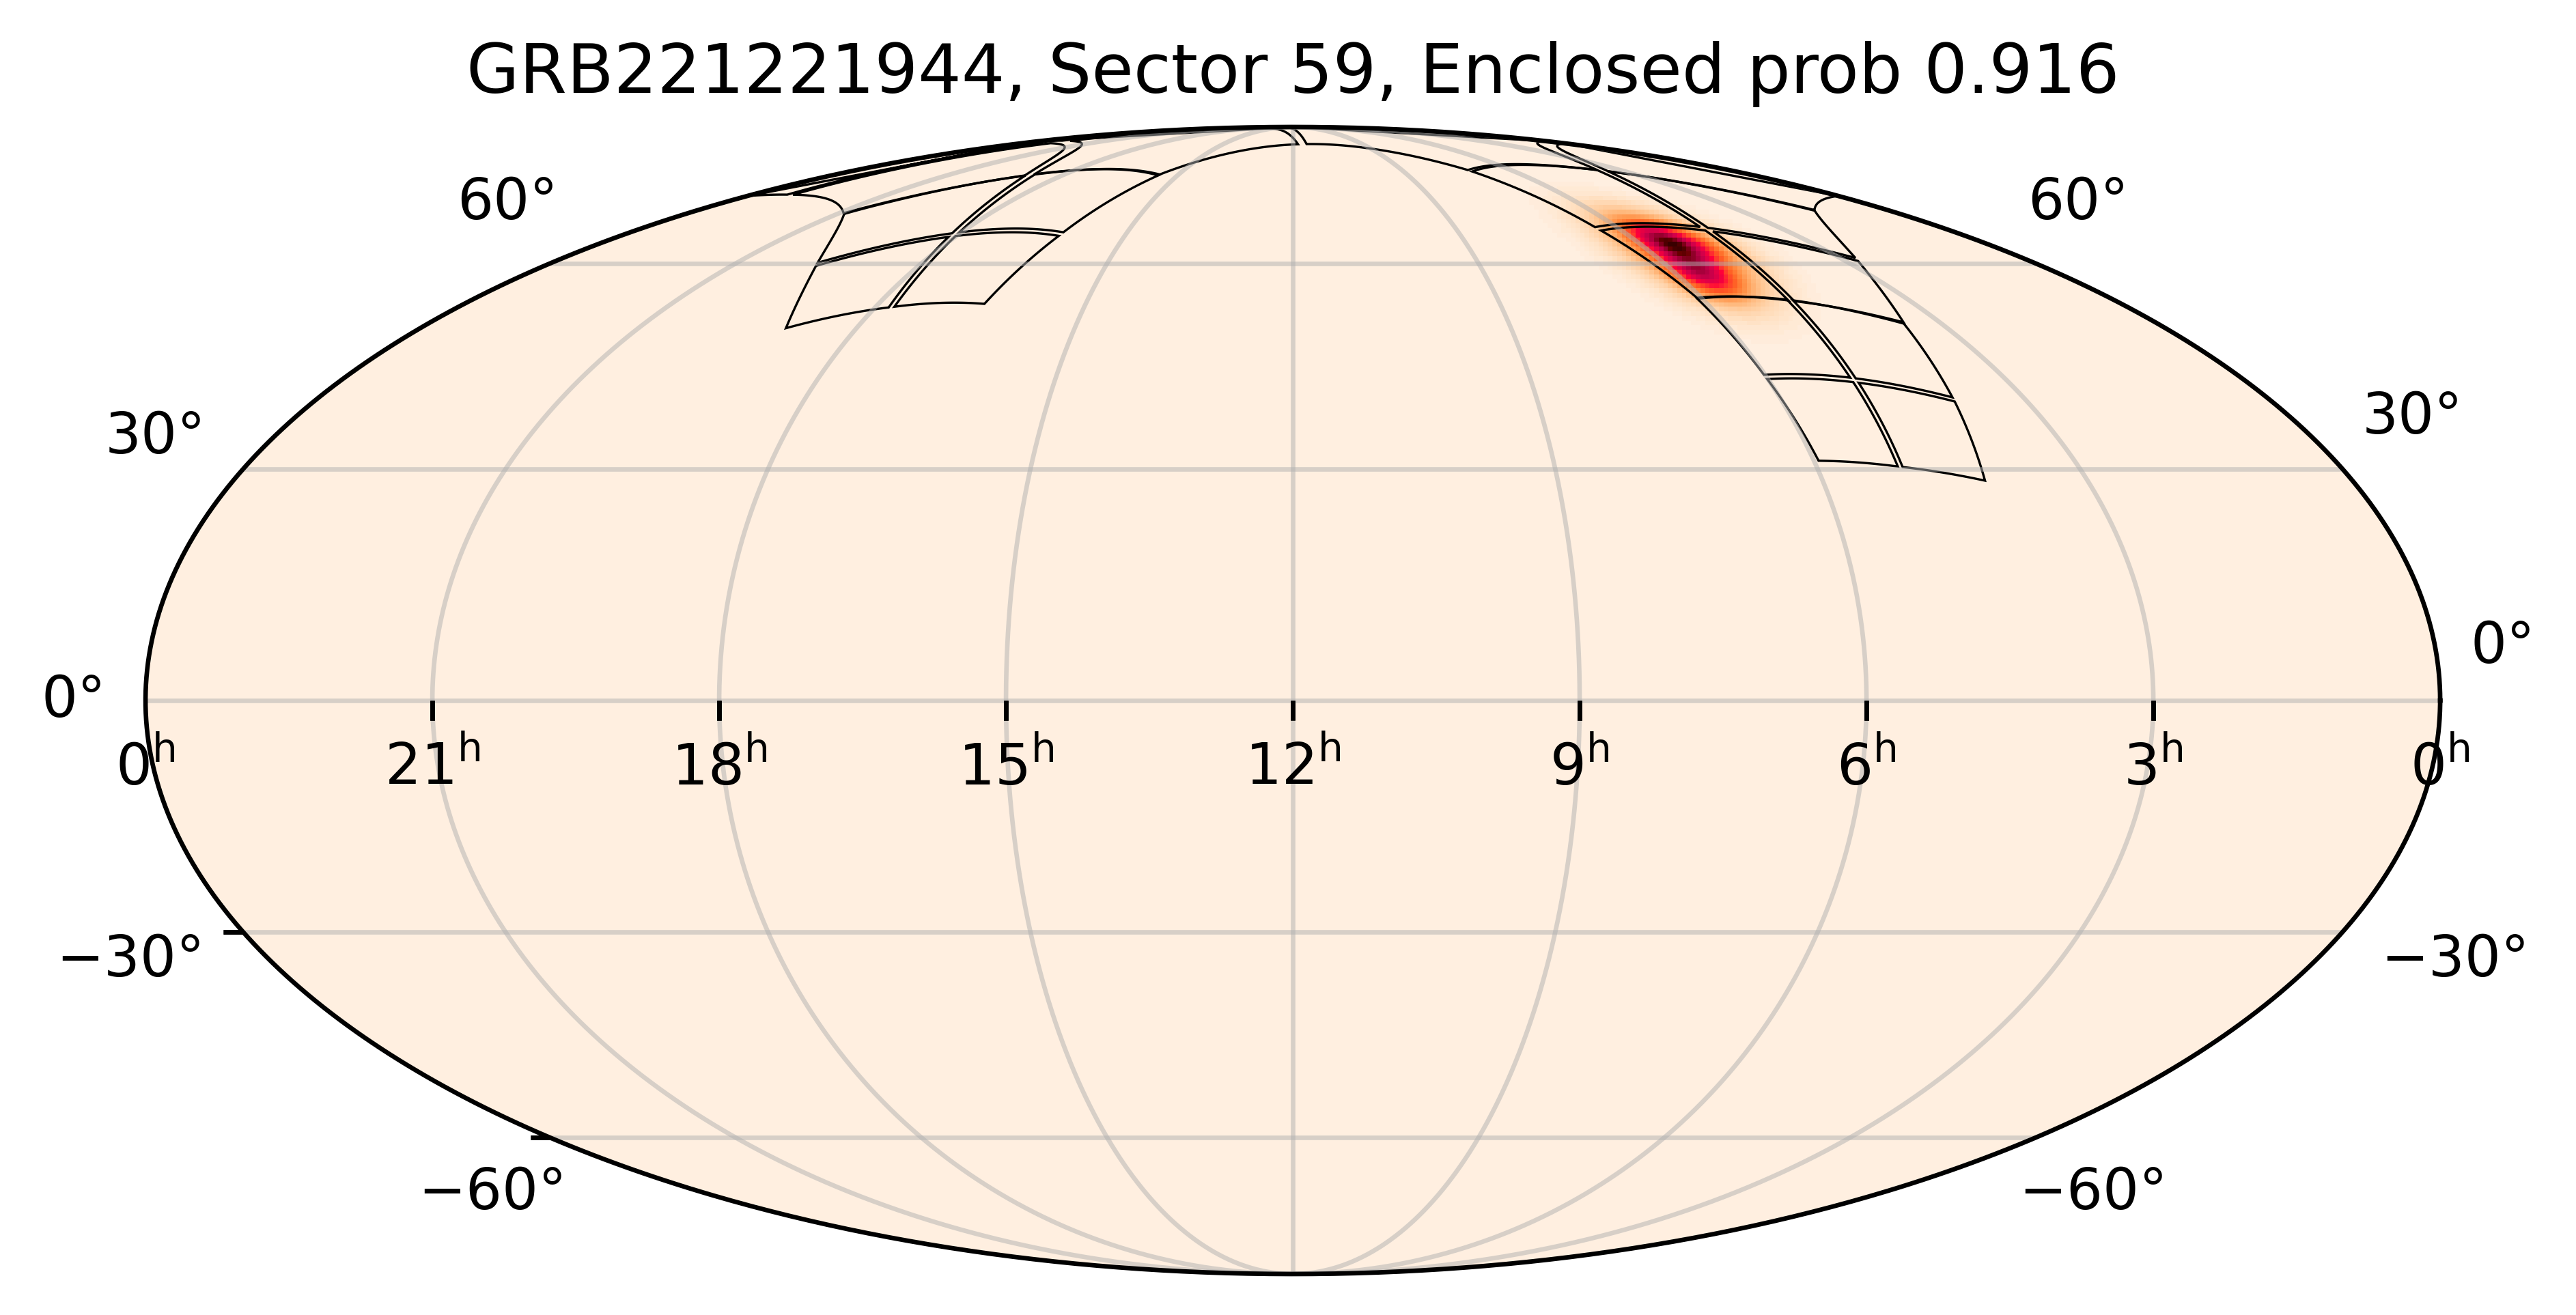 GRB221221944, Sector 59, Enclosed prob 0.916
60° 60°
30° 30°
0° 0°
0ʰ 21ʰ 18ʰ 15ʰ 12ʰ 9ʰ 6ʰ 3ʰ 0ʰ
−30° −30°
−60° −60°